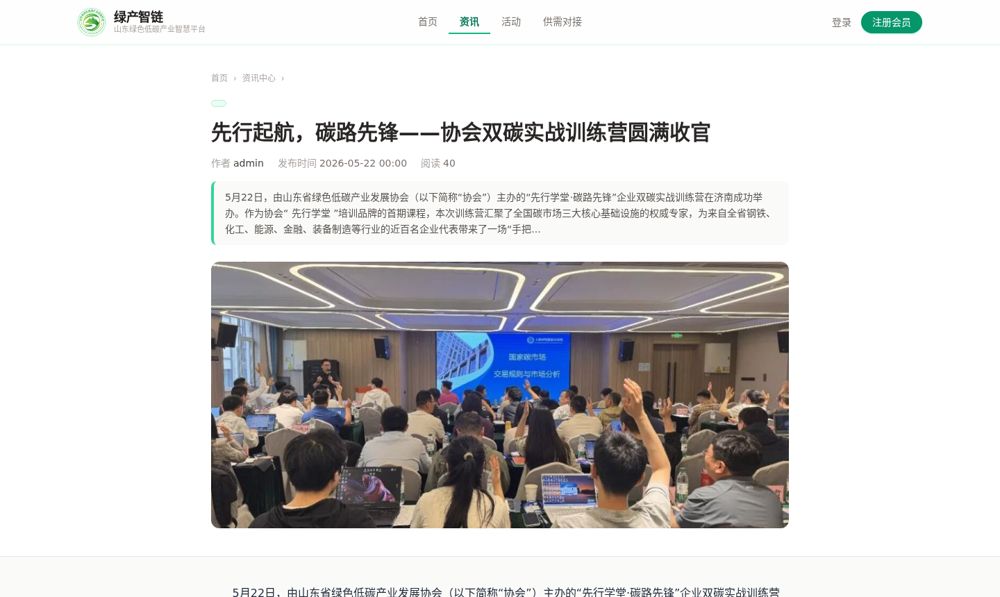 绿产智链
山东绿色低碳产业智慧平台
首页
资讯
活动
供需对接
登录
注册会员
首页 › 资讯中心 ›
先行起航，碳路先锋——协会双碳实战训练营圆满收官
作者 admin 发布时间 2026-05-22 00:00 阅读 40
5月22日，由山东省绿色低碳产业发展协会（以下简称“协会”）主办的“先行学堂·碳路先锋”企业双碳实战训练营在济南成功举
办。作为协会“ 先行学堂 ”培训品牌的首期课程，本次训练营汇聚了全国碳市场三大核心基础设施的权威专家，为来自全省钢铁、
化工、能源、金融、装备制造等行业的近百名企业代表带来了一场“手把...
国家碳市场
交易规则与市场分析
5月22日，由山东省绿色低碳产业发展协会（以下简称“协会”）主办的“先行学堂·碳路先锋”企业双碳实战训练营